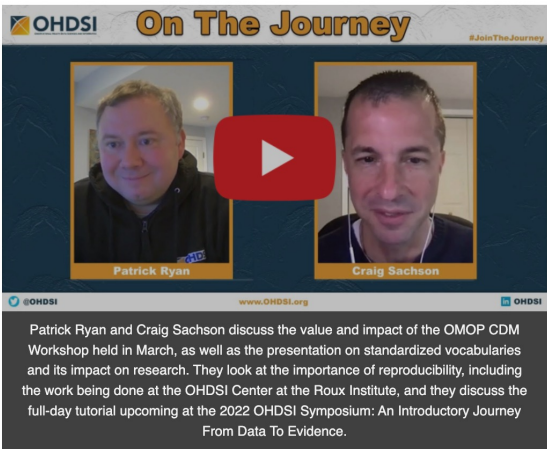 OHDSI
On The Journey
#JoinTheJourney
OHDSI
Patrick Ryan
Craig Sachson
@OHDSI
www.OHDSI.org
in OHDSI
Patrick Ryan and Craig Sachson discuss the value and impact of the OMOP CDM
Workshop held in March, as well as the presentation on standardized vocabularies
and its impact on research. They look at the importance of reproducibility, including
the work being done at the OHDSI Center at the Roux Institute, and they discuss the
full-day tutorial upcoming at the 2022 OHDSI Symposium: An Introductory Journey
From Data To Evidence.